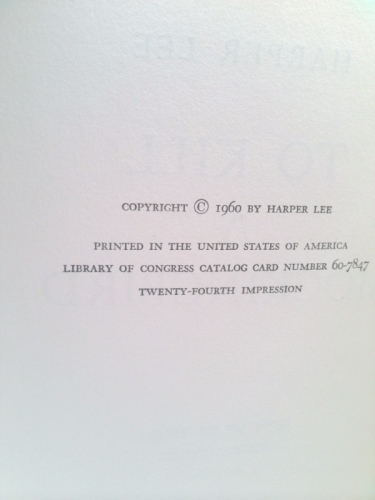 COPYRIGHT © 1960 BY HARPER LEE
PRINTED IN THE UNITED STATES OF AMERICA
LIBRARY OF CONGRESS CATALOG CARD NUMBER 60-7847
TWENTY-FOURTH IMPRESSION